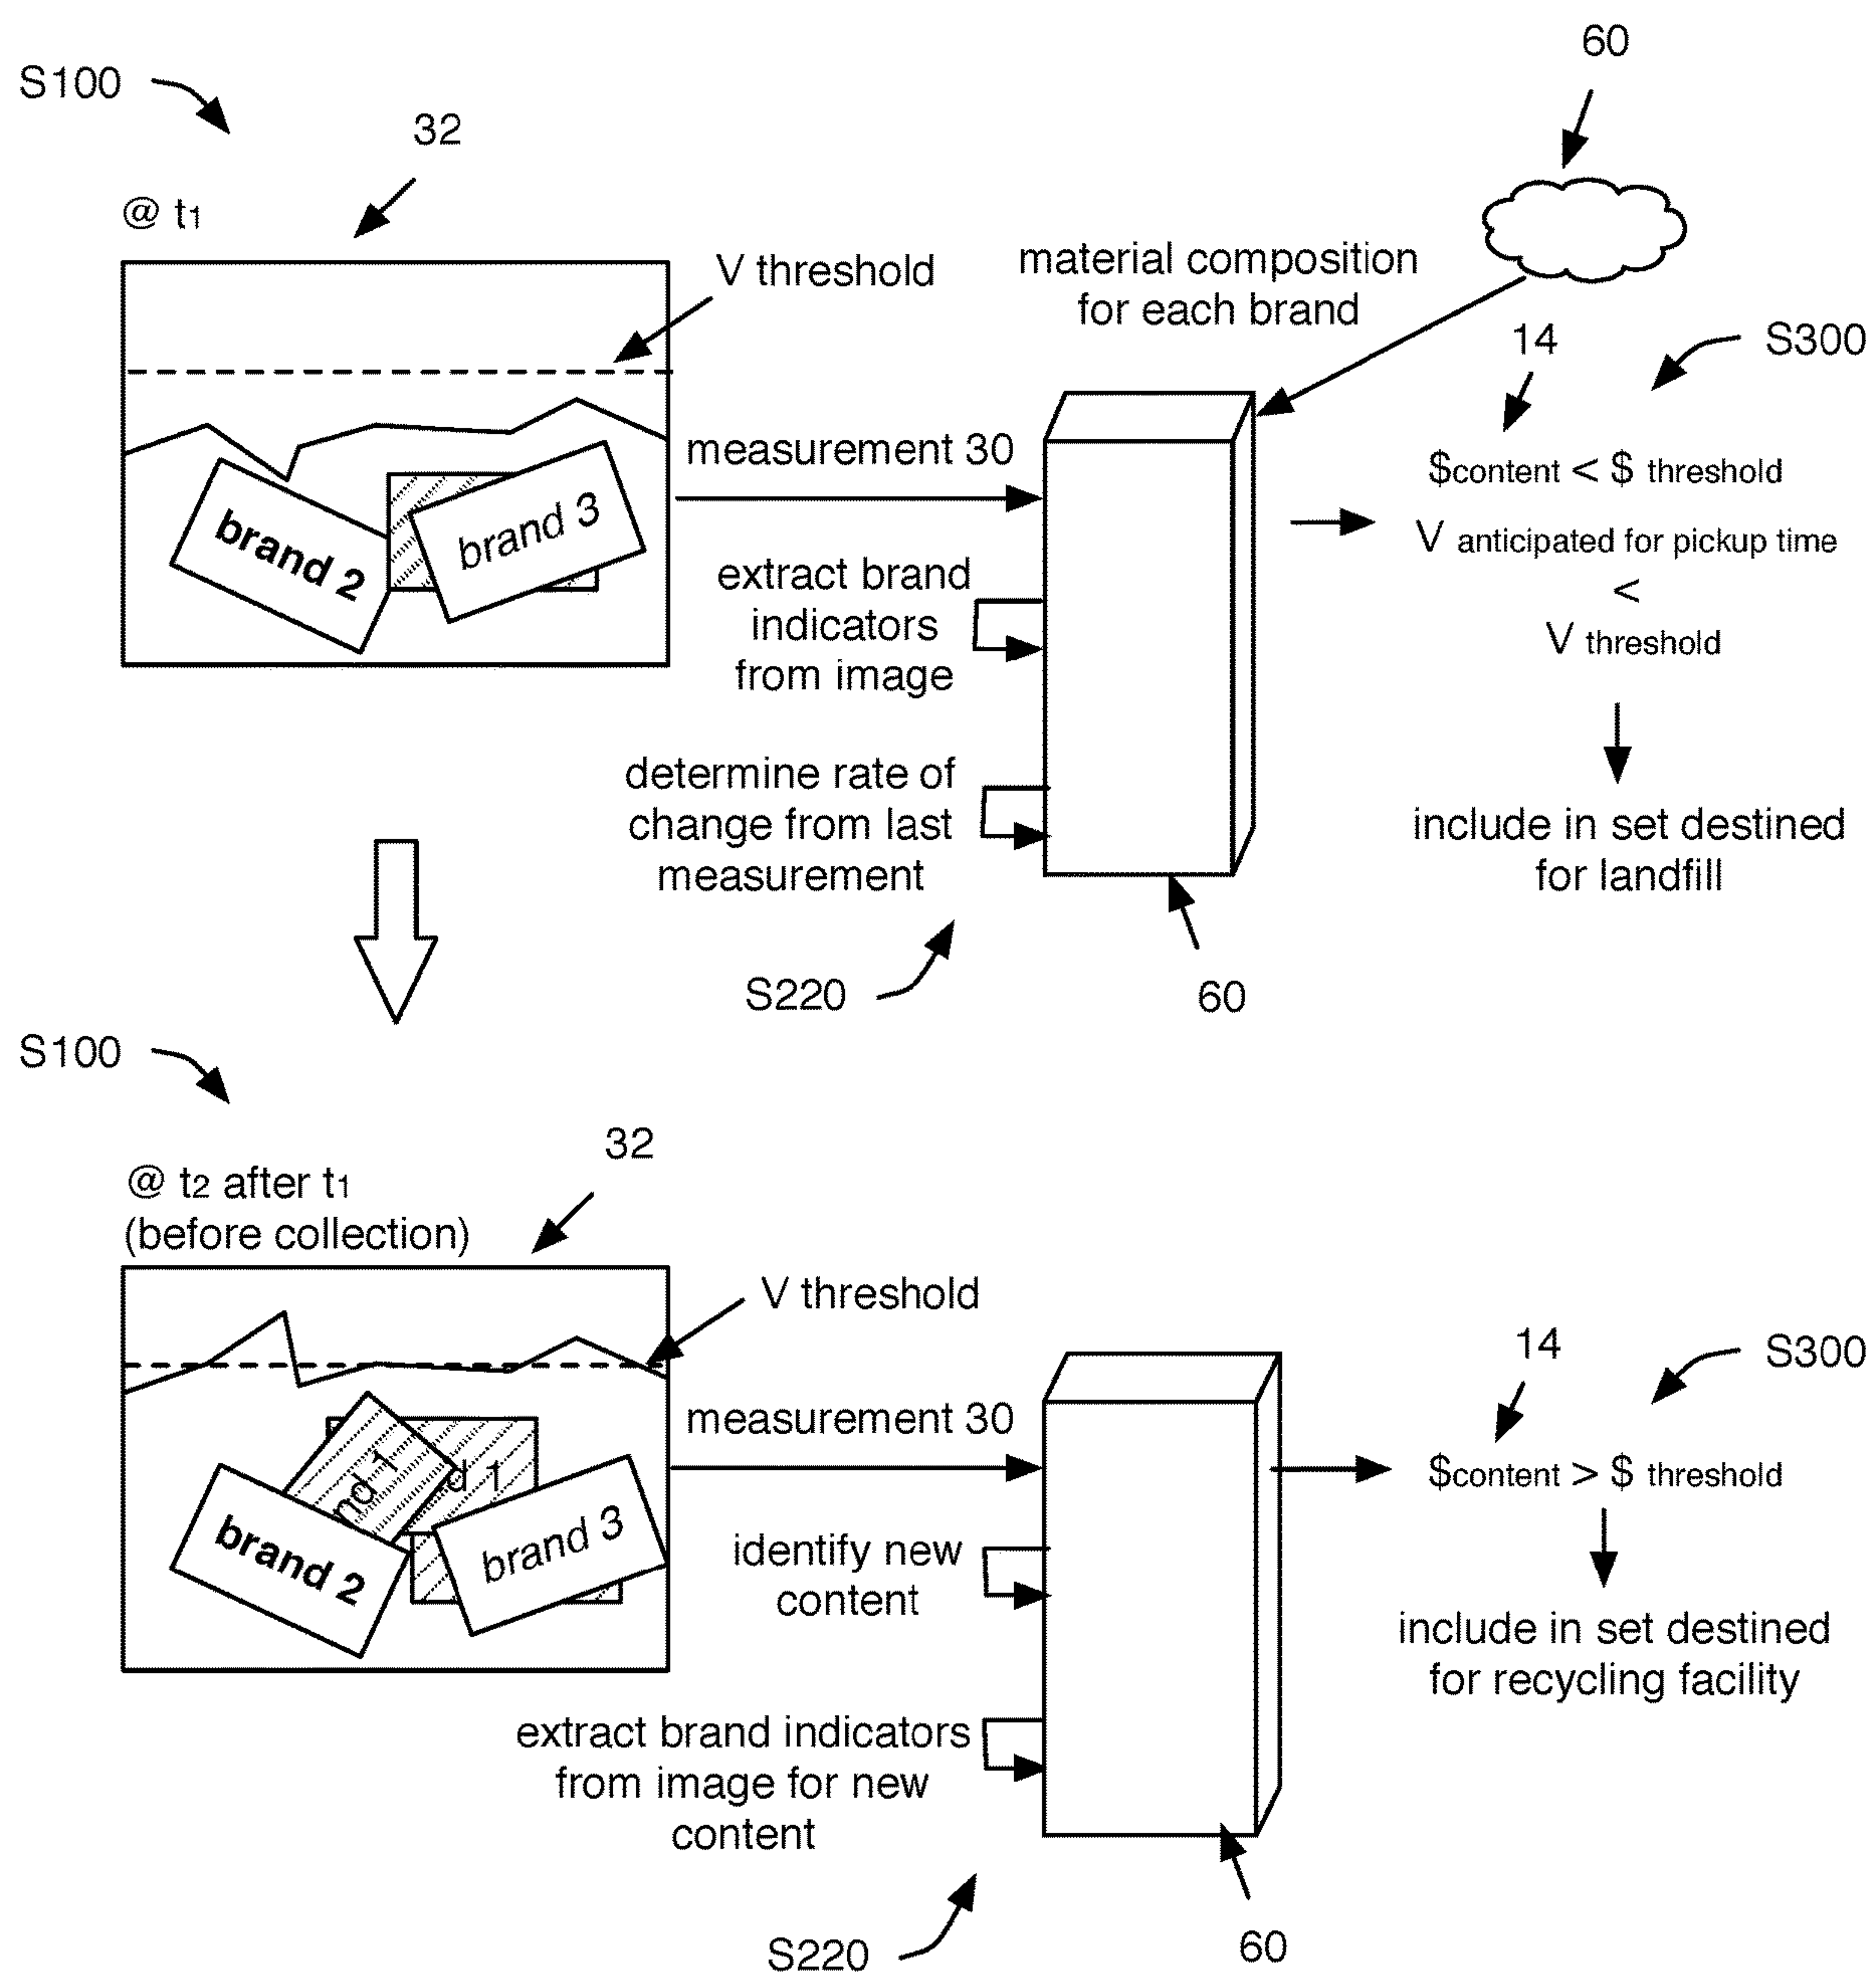 60
S100
32
@ t1
V threshold
material composition
for each brand
14
S300
measurement 30
$content < $ threshold
V anticipated for pickup time
<
V threshold
brand 2
brand 3
extract brand
indicators
from image
determine rate of
change from last
measurement
include in set destined
for landfill
S220
60
S100
32
@ t2 after t1
(before collection)
V threshold
14
S300
measurement 30
$content > $ threshold
nd 1
d 1
brand 2
brand 3
identify new
content
include in set destined
for recycling facility
extract brand indicators
from image for new
content
S220
60